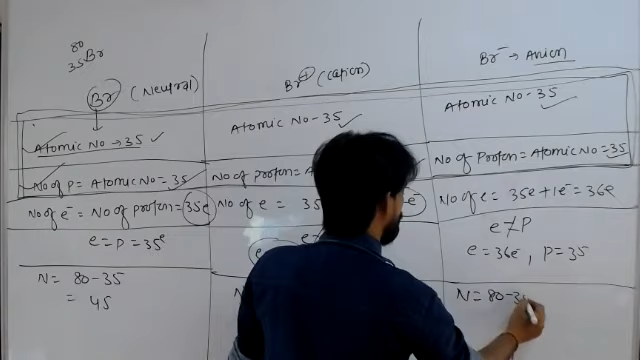 80
35Br
Br (Neutral)
Atomic No → 35 ✓
No of P = Atomic No = 35
No of e⁻ = No of proton = 35e
e = P = 35e
N = 80-35
= 45
Br⁺ (Cation)
Atomic No - 35 ✓
No of Proton =
No of e = 35
N
Br⁻ → Anion
Atomic No - 35
No of Proton = Atomic No = 35
No of e = 35e + 1e⁻ = 36e
e ≠ P
e = 36e⁻, P = 35
N = 80-3